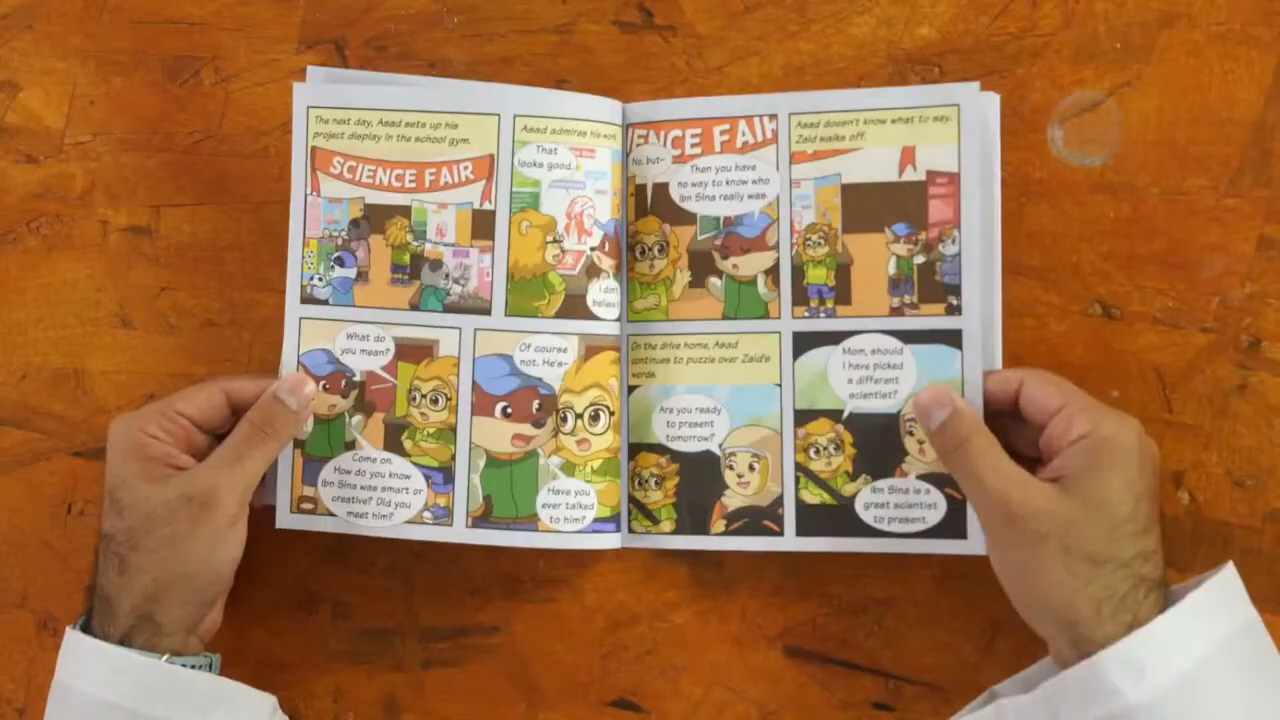 The next day, Asad sets up his
project display in the school gym.
SCIENCE FAIR
Asad admires his work
That
looks good.
I don't
believe
What do
you mean?
Come on.
How do you know
Ibn Sina was smart or
creative? Did you
meet him?
Of course
not. He's-
Have you
ever talked
to him?
SCIENCE FAIR
No, but-
Then you have
no way to know who
Ibn Sina really was.
Asad doesn't know what to say.
Zaid walks off.
On the drive home, Asad
continues to puzzle over Zaid's
words.
Are you ready
to present
tomorrow?
Mom, should
I have picked
a different
scientist?
Ibn Sina is a
great scientist
to present.